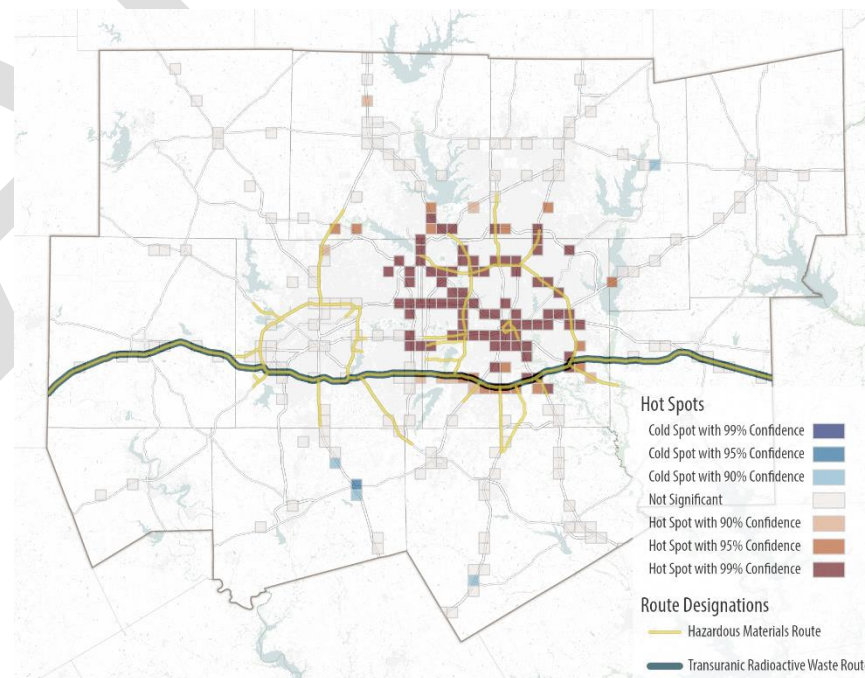 Hot Spots
Cold Spot with 99% Confidence
Cold Spot with 95% Confidence
Cold Spot with 90% Confidence
Not Significant
Hot Spot with 90% Confidence
Hot Spot with 95% Confidence
Hot Spot with 99% Confidence
Route Designations
Hazardous Materials Route
Transuranic Radioactive Waste Route